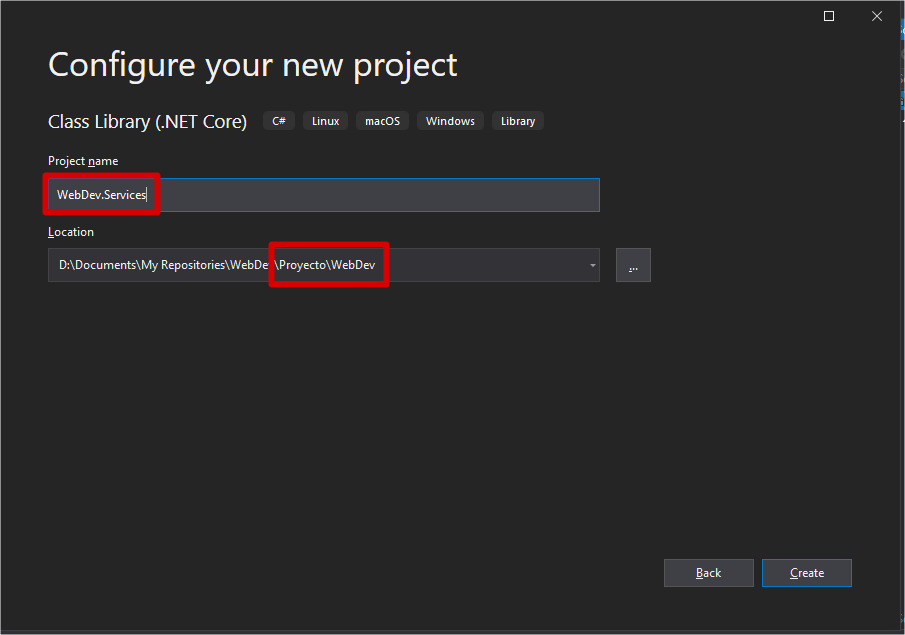 Configure your new project
Class Library (.NET Core) C# Linux macOS Windows Library
Project name
WebDev.Services
Location
D:\Documents\My Repositories\WebDev\Proyecto\WebDev
...
Back Create